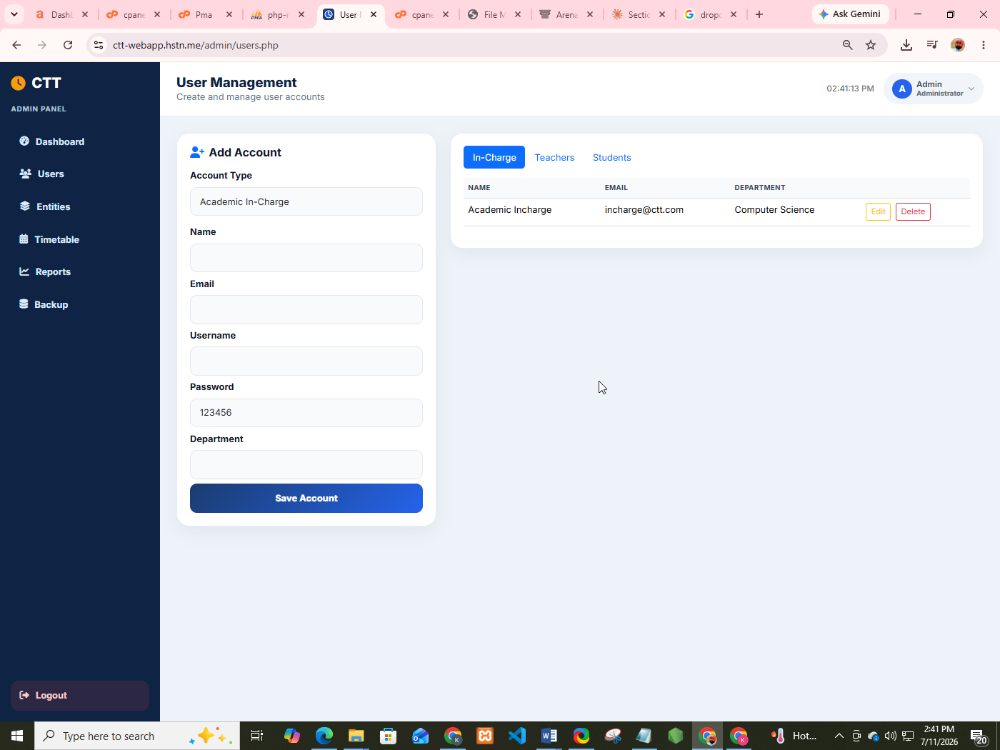 Dashb
cpane
Pma
php-m
User M
cpane
File M
Arena
Sectio
dropd
Ask Gemini
ctt-webapp.hstn.me/admin/users.php
CTT
ADMIN PANEL
Dashboard
Users
Entities
Timetable
Reports
Backup
Logout
User Management
Create and manage user accounts
02:41:13 PM
A
Admin
Administrator
Add Account
Account Type
Academic In-Charge
Name
Email
Username
Password
123456
Department
Save Account
In-Charge Teachers Students
NAME EMAIL DEPARTMENT
Academic Incharge incharge@ctt.com Computer Science Edit Delete
Type here to search
Hot...
2:41 PM
7/11/2026
20